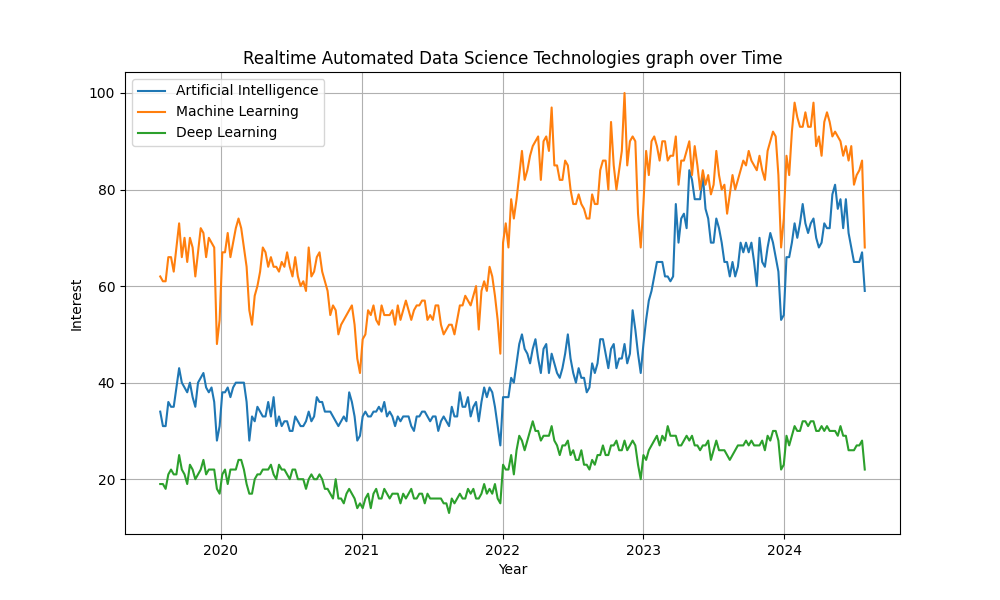 Realtime Automated Data Science Technologies graph over Time
Artificial Intelligence
Machine Learning
Deep Learning
100
80
60
40
20
Interest
2020 2021 2022 2023 2024
Year